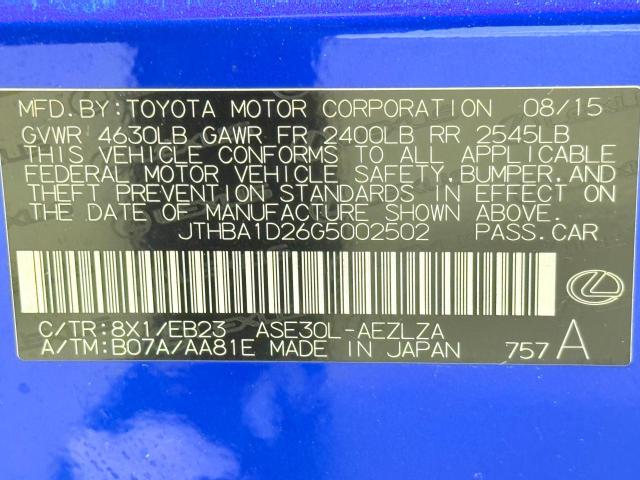 MFD. BY: TOYOTA MOTOR CORPORATION 08/15
GVWR 4630LB GAWR FR 2400LB RR 2545LB
THIS VEHICLE CONFORMS TO ALL APPLICABLE
FEDERAL MOTOR VEHICLE SAFETY, BUMPER, AND
THEFT PREVENTION STANDARDS IN EFFECT ON
THE DATE OF MANUFACTURE SHOWN ABOVE.
JTHBA1D26G5002502 PASS. CAR
C/TR: 8X1/EB23 ASE30L-AEZLZA
A/TM: B07A/AA81E MADE IN JAPAN 757 A